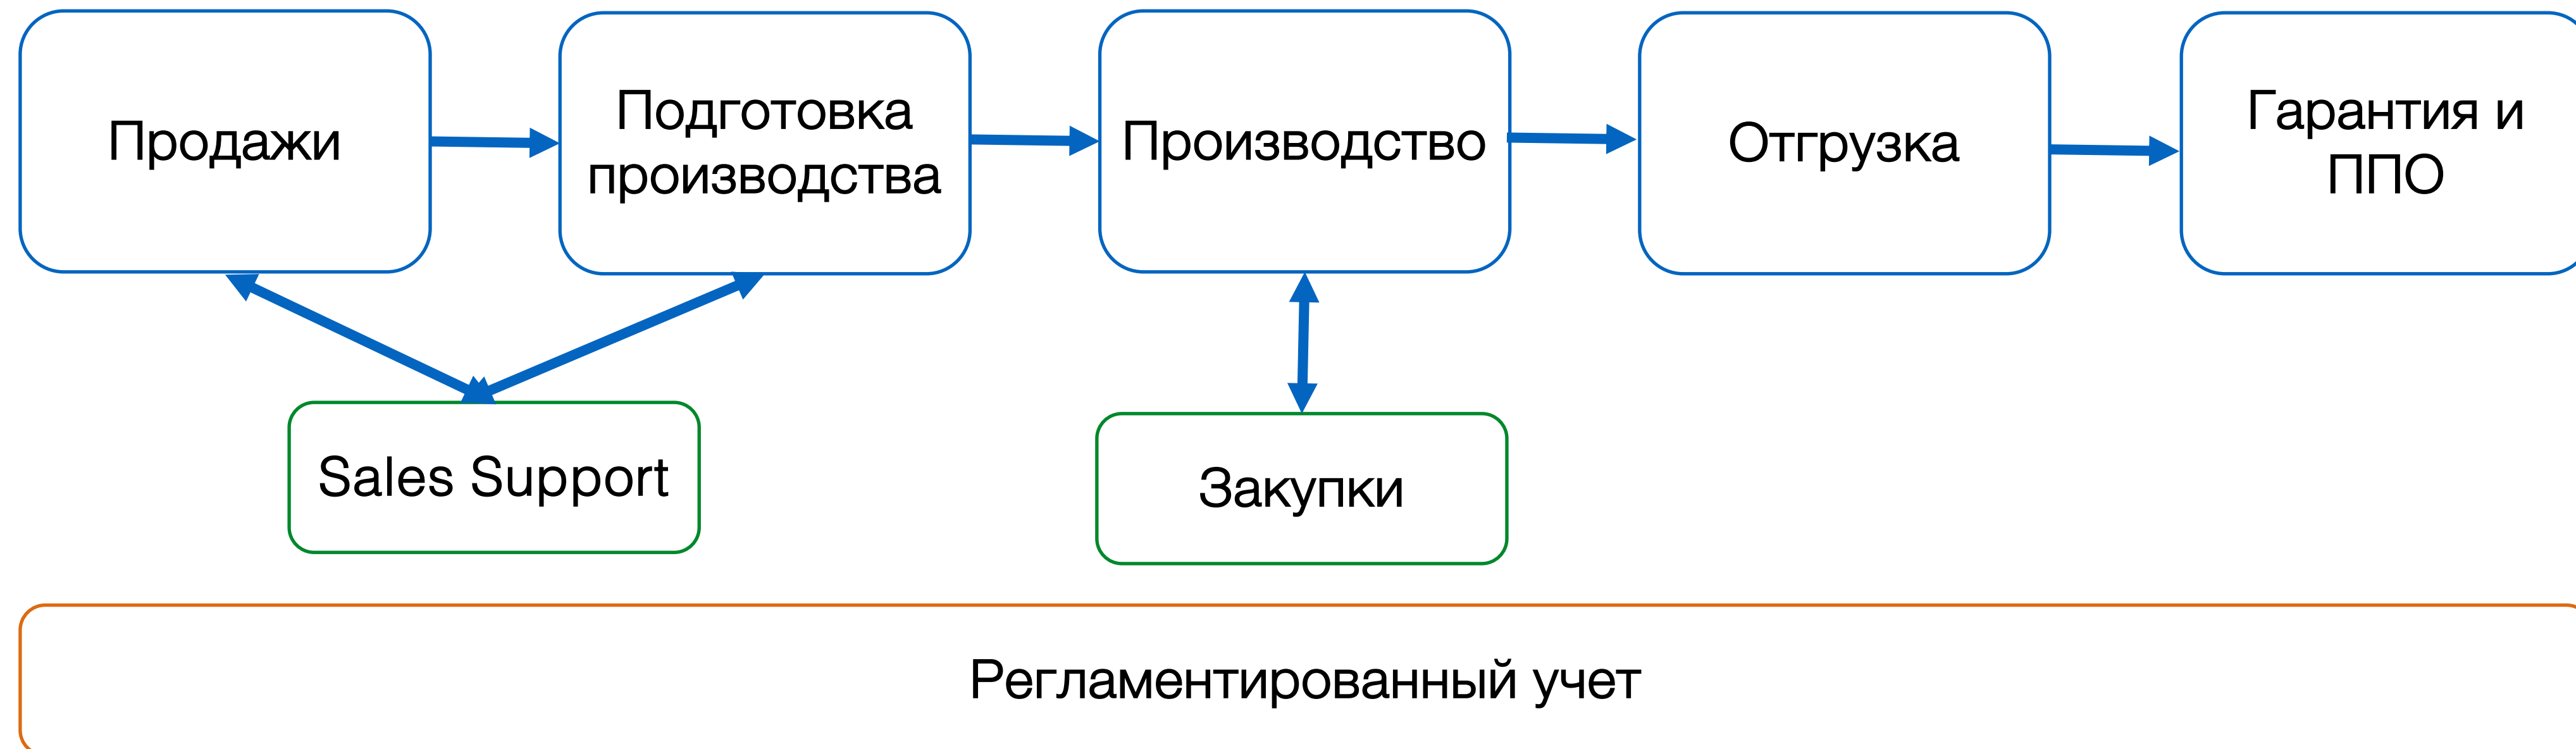 Продажи
Подготовка
производства
Производство
Отгрузка
Гарантия и
ППО
Sales Support
Закупки
Регламентированный учет